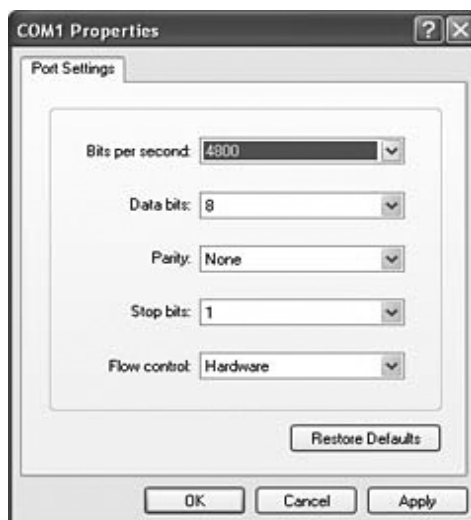 COM1 Properties
Port Settings
Bits per second: 4800
Data bits: 8
Parity: None
Stop bits: 1
Flow control: Hardware
Restore Defaults
OK Cancel Apply